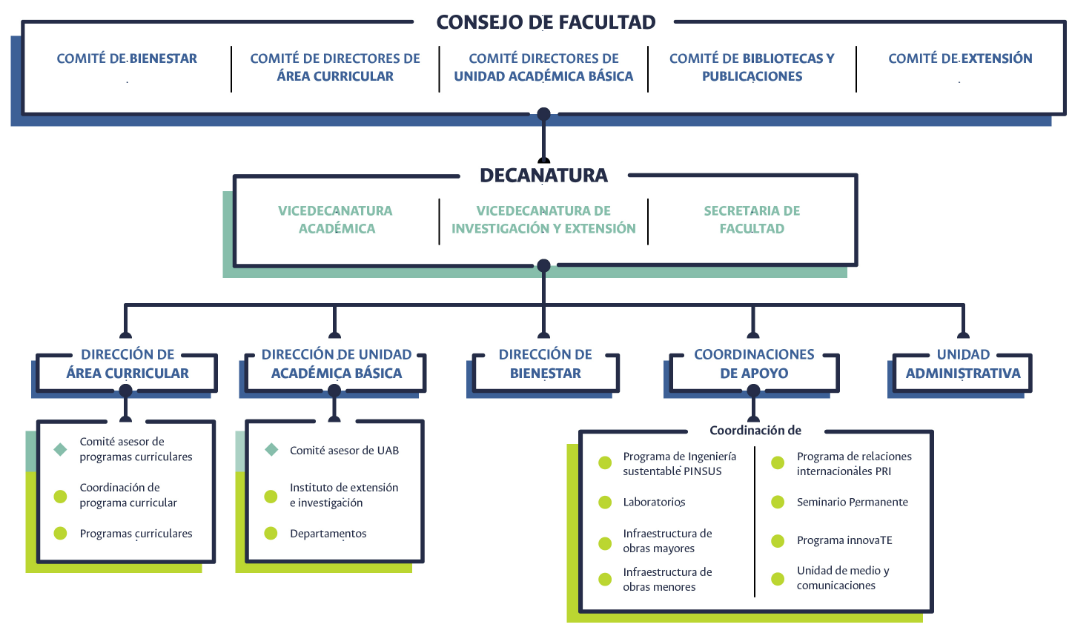 CONSEJO DE FACULTAD
COMITÉ DE BIENESTAR
COMITÉ DE DIRECTORES DE
ÁREA CURRICULAR
COMITÉ DIRECTORES DE
UNIDAD ACADÉMICA BÁSICA
COMITÉ DE BIBLIOTECAS Y
PUBLICACIONES
COMITÉ DE EXTENSIÓN
DECANATURA
VICEDECANATURA
ACADÉMICA
VICEDECANATURA DE
INVESTIGACIÓN Y EXTENSIÓN
SECRETARIA DE
FACULTAD
DIRECCIÓN DE
ÁREA CURRICULAR
DIRECCIÓN DE UNIDAD
ACADÉMICA BÁSICA
DIRECCIÓN DE
BIENESTAR
COORDINACIONES
DE APOYO
UNIDAD
ADMINISTRATIVA
Comité asesor de
programas curriculares
Coordinación de
programa curricular
Programas curriculares
Comité asesor de UAB
Instituto de extensión
e investigación
Departamentos
Coordinación de
Programa de Ingeniería
sustentable PINSUS
Laboratorios
Infraestructura de
obras mayores
Infraestructura de
obras menores
Programa de relaciones
internacionales PRI
Seminario Permanente
Programa innovaTE
Unidad de medio y
comunicaciones